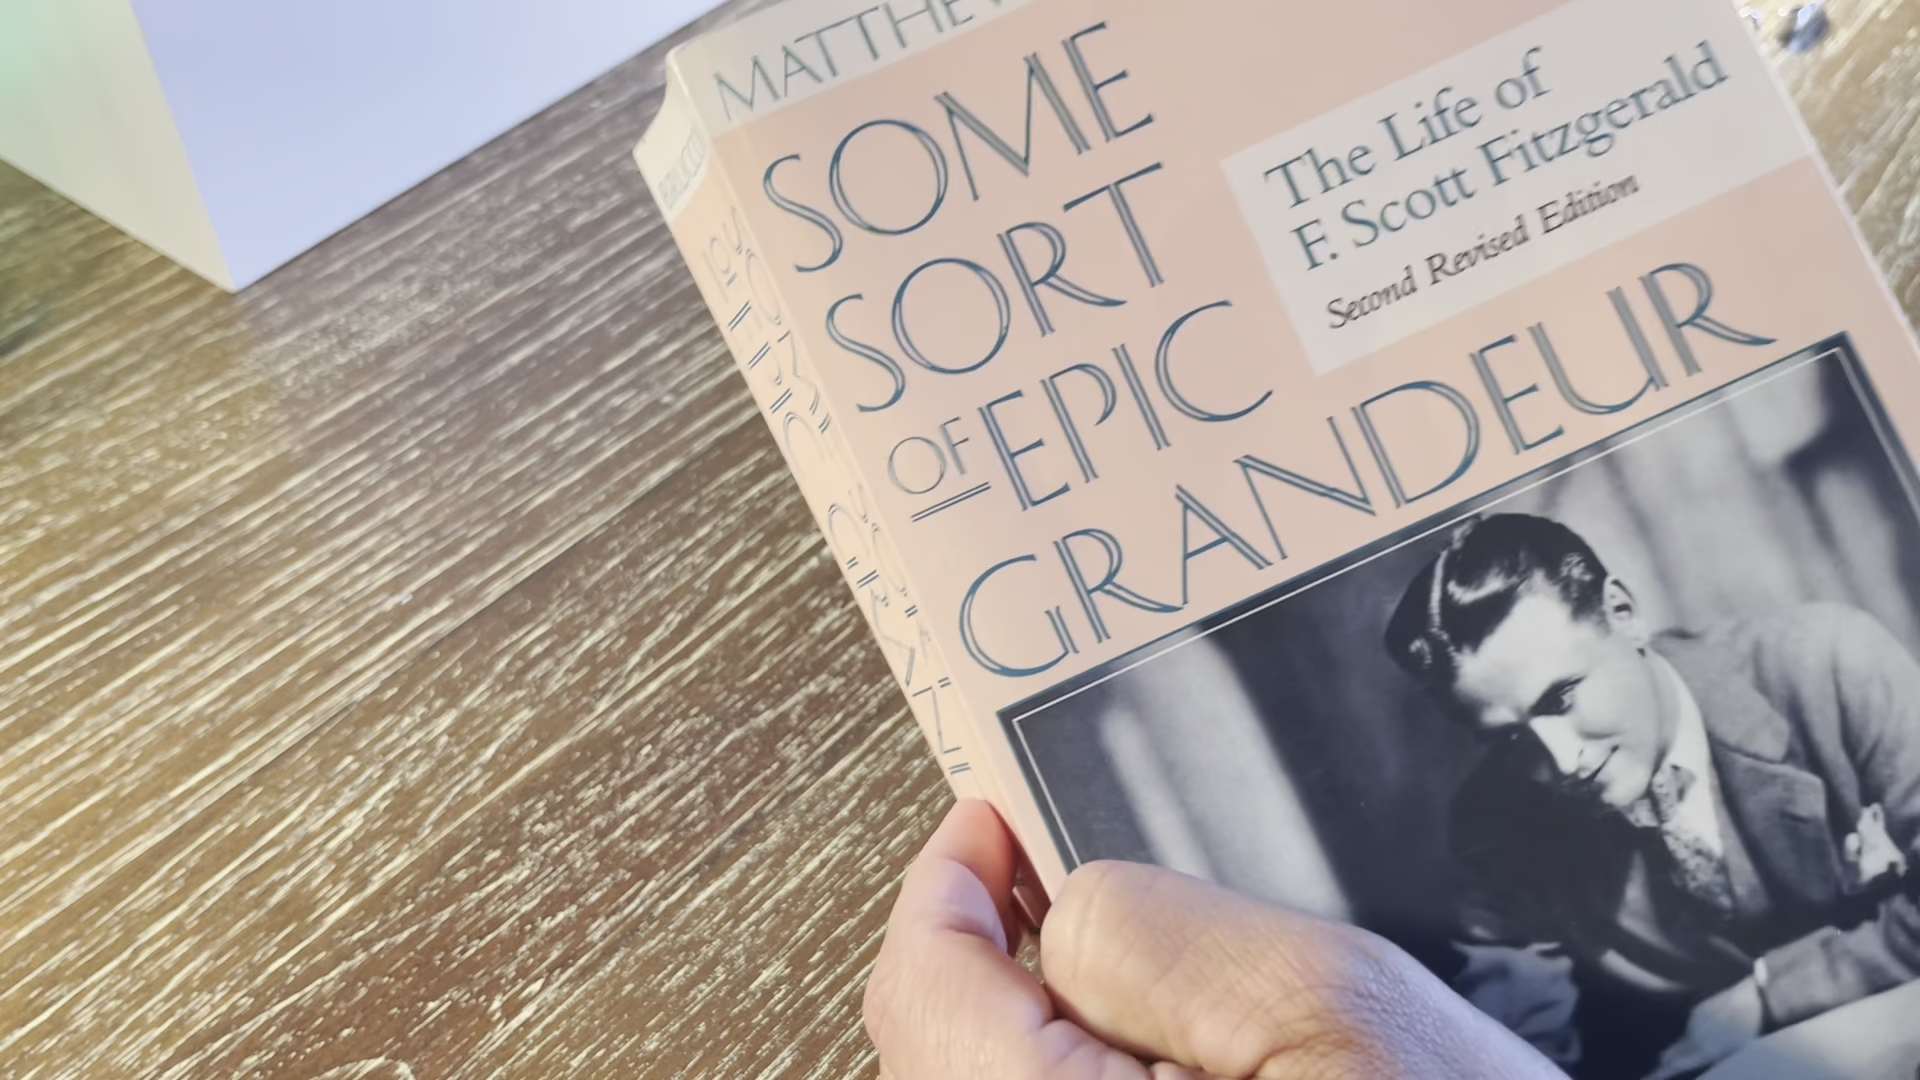 MATTHEW
SOME
SORT
OF EPIC
GRANDEUR
The Life of
F. Scott Fitzgerald
Second Revised Edition